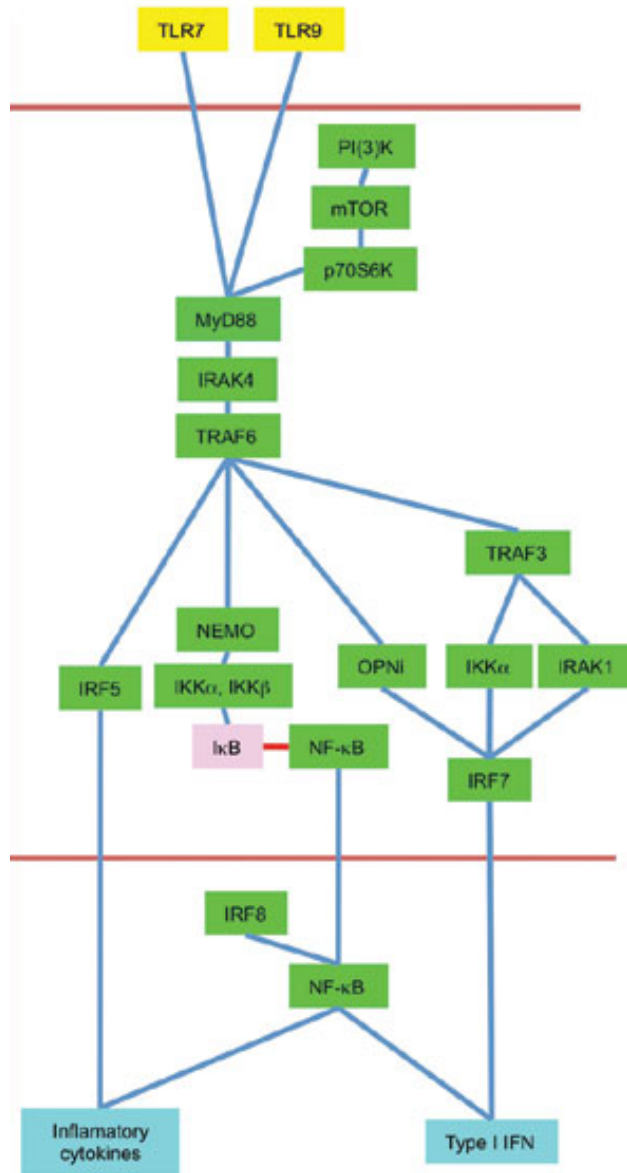 TLR7
TLR9
PI(3)K
mTOR
p70S6K
MyD88
IRAK4
TRAF6
TRAF3
NEMO
OPNi
IKKα
IRAK1
IRF5
IKKα, IKKβ
IκB
NF-κB
IRF7
IRF8
NF-κB
Inflamatory
cytokines
Type I IFN